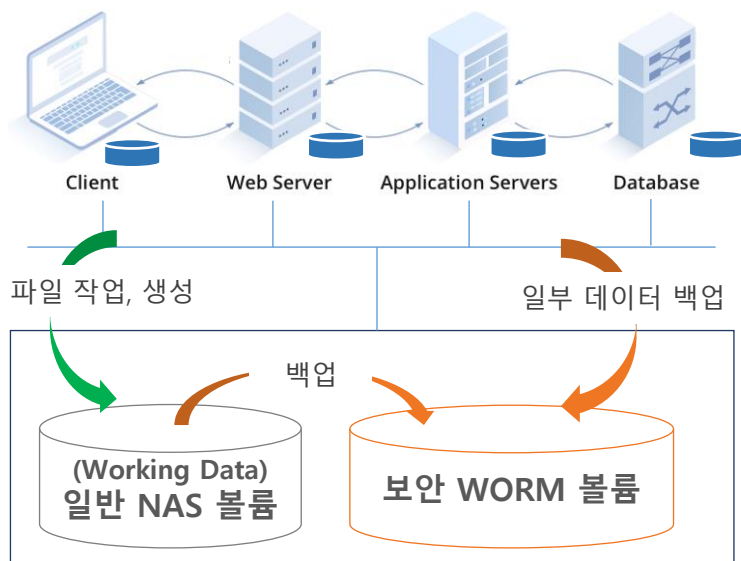 Client
Web Server
Application Servers
Database
파일 작업, 생성
일부 데이터 백업
백업
(Working Data)
일반 NAS 볼륨
보안 WORM 볼륨